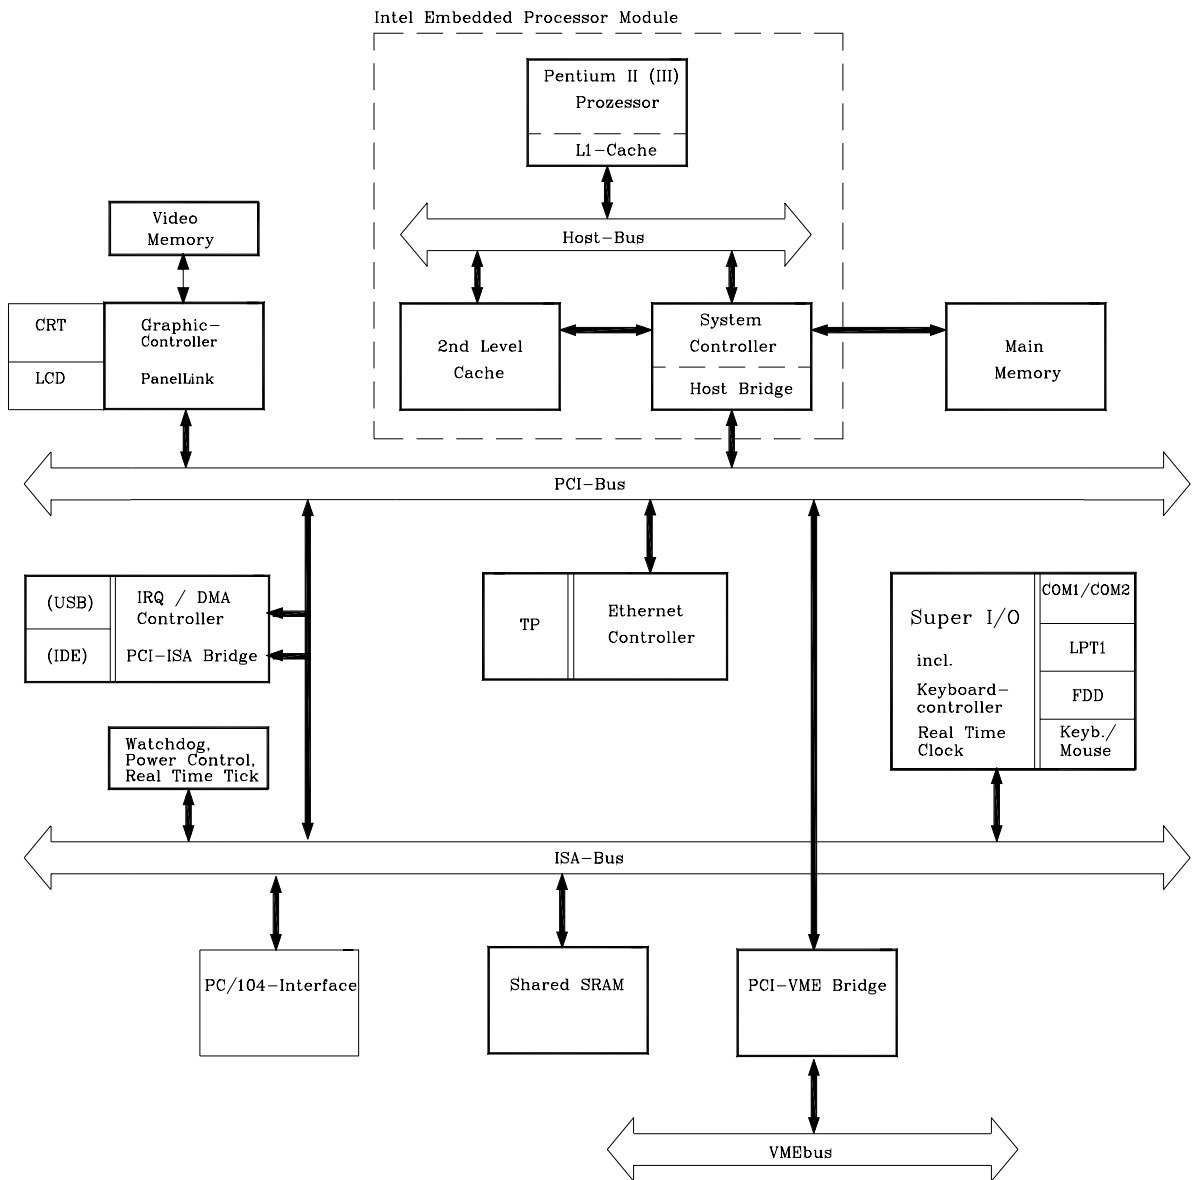 Intel Embedded Processor Module
Pentium II (III)
Prozessor
L1-Cache
Host-Bus
Video
Memory
CRT
LCD
Graphic-
Controller
PanelLink
2nd Level
Cache
System
Controller
Host Bridge
Main
Memory
PCI-Bus
(USB)
(IDE)
IRQ / DMA
Controller
PCI-ISA Bridge
TP
Ethernet
Controller
Super I/O
incl.
Keyboard-
controller
Real Time
Clock
COM1/COM2
LPT1
FDD
Keyb./
Mouse
Watchdog,
Power Control,
Real Time Tick
ISA-Bus
PC/104-Interface
Shared SRAM
PCI-VME Bridge
VMEbus